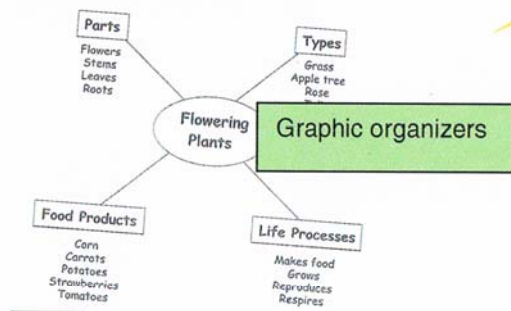 Parts
Flowers
Stems
Leaves
Roots
Types
Grass
Apple tree
Rose
Flowering
Plants
Graphic organizers
Food Products
Corn
Carrots
Potatoes
Strawberries
Tomatoes
Life Processes
Makes food
Grows
Reproduces
Respires